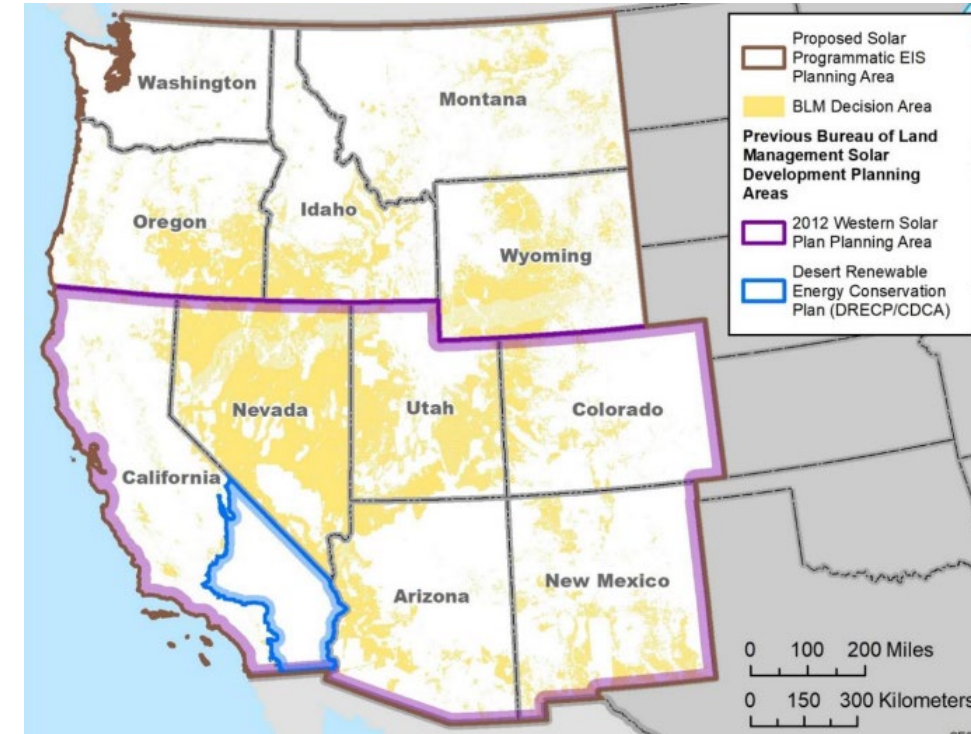 Washington
Montana
Oregon
Idaho
Wyoming
Nevada
Utah
Colorado
California
Arizona
New Mexico
Proposed Solar
Programmatic EIS
Planning Area
BLM Decision Area
Previous Bureau of Land
Management Solar
Development Planning
Areas
2012 Western Solar
Plan Planning Area
Desert Renewable
Energy Conservation
Plan (DRECP/CDCA)
0 100 200 Miles
0 150 300 Kilometers